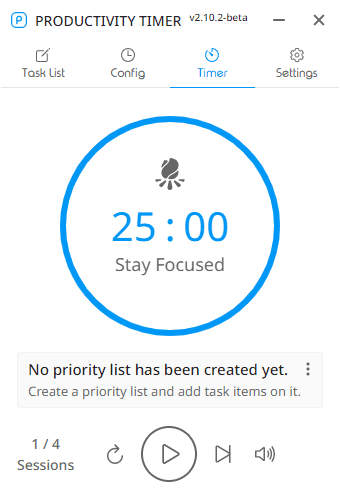 P PRODUCTIVITY TIMER v2.10.2-beta
Task List Config Timer Settings
25 : 00
Stay Focused
No priority list has been created yet.
Create a priority list and add task items on it.
1 / 4
Sessions